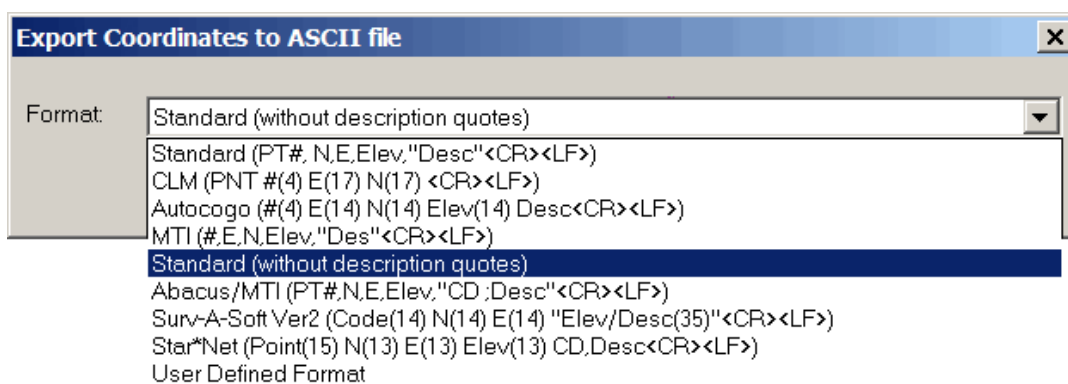 Export Coordinates to ASCII file
Format: Standard (without description quotes)
Standard (PT#, N,E,Elev,"Desc"<CR><LF>)
CLM (PNT #(4) E(17) N(17) <CR><LF>)
Autocogo (#(4) E(14) N(14) Elev(14) Desc<CR><LF>)
MTI (#,E,N,Elev,"Des"<CR><LF>)
Standard (without description quotes)
Abacus/MTI (PT#,N,E,Elev,"CD ;Desc"<CR><LF>)
Surv-A-Soft Ver2 (Code(14) N(14) E(14) "Elev/Desc(35)"<CR><LF>)
Star*Net (Point(15) N(13) E(13) Elev(13) CD,Desc<CR><LF>)
User Defined Format